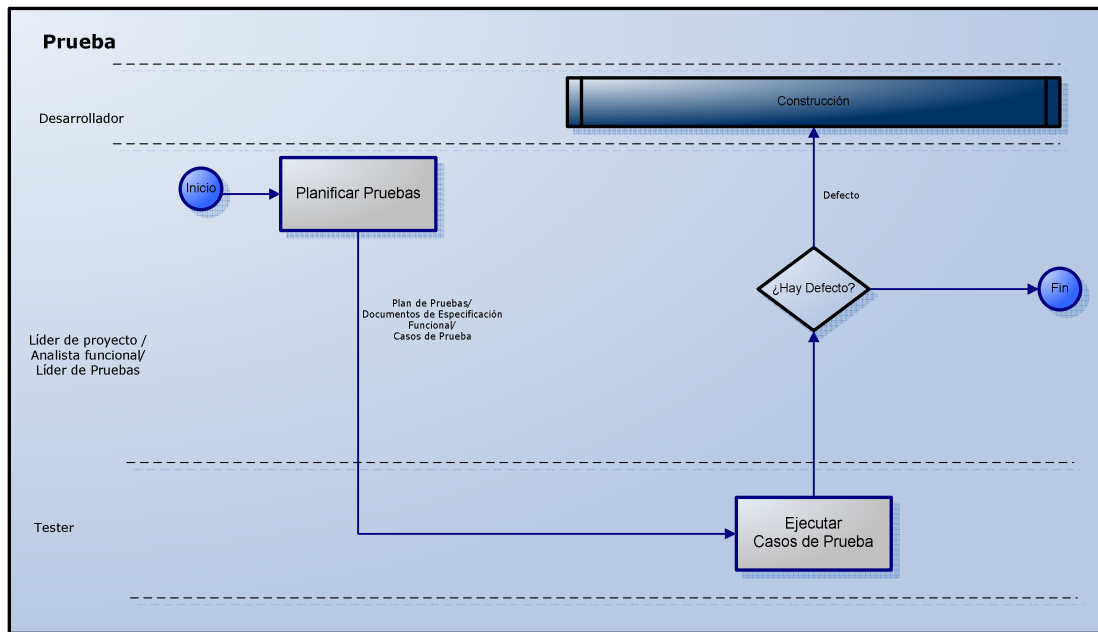 Prueba
Desarrollador
Construcción
Inicio
Planificar Pruebas
Defecto
¿Hay Defecto?
Fin
Plan de Pruebas/
Documentos de Especificación
Funcional/
Casos de Prueba
Líder de proyecto /
Analista funcional/
Líder de Pruebas
Tester
Ejecutar
Casos de Prueba